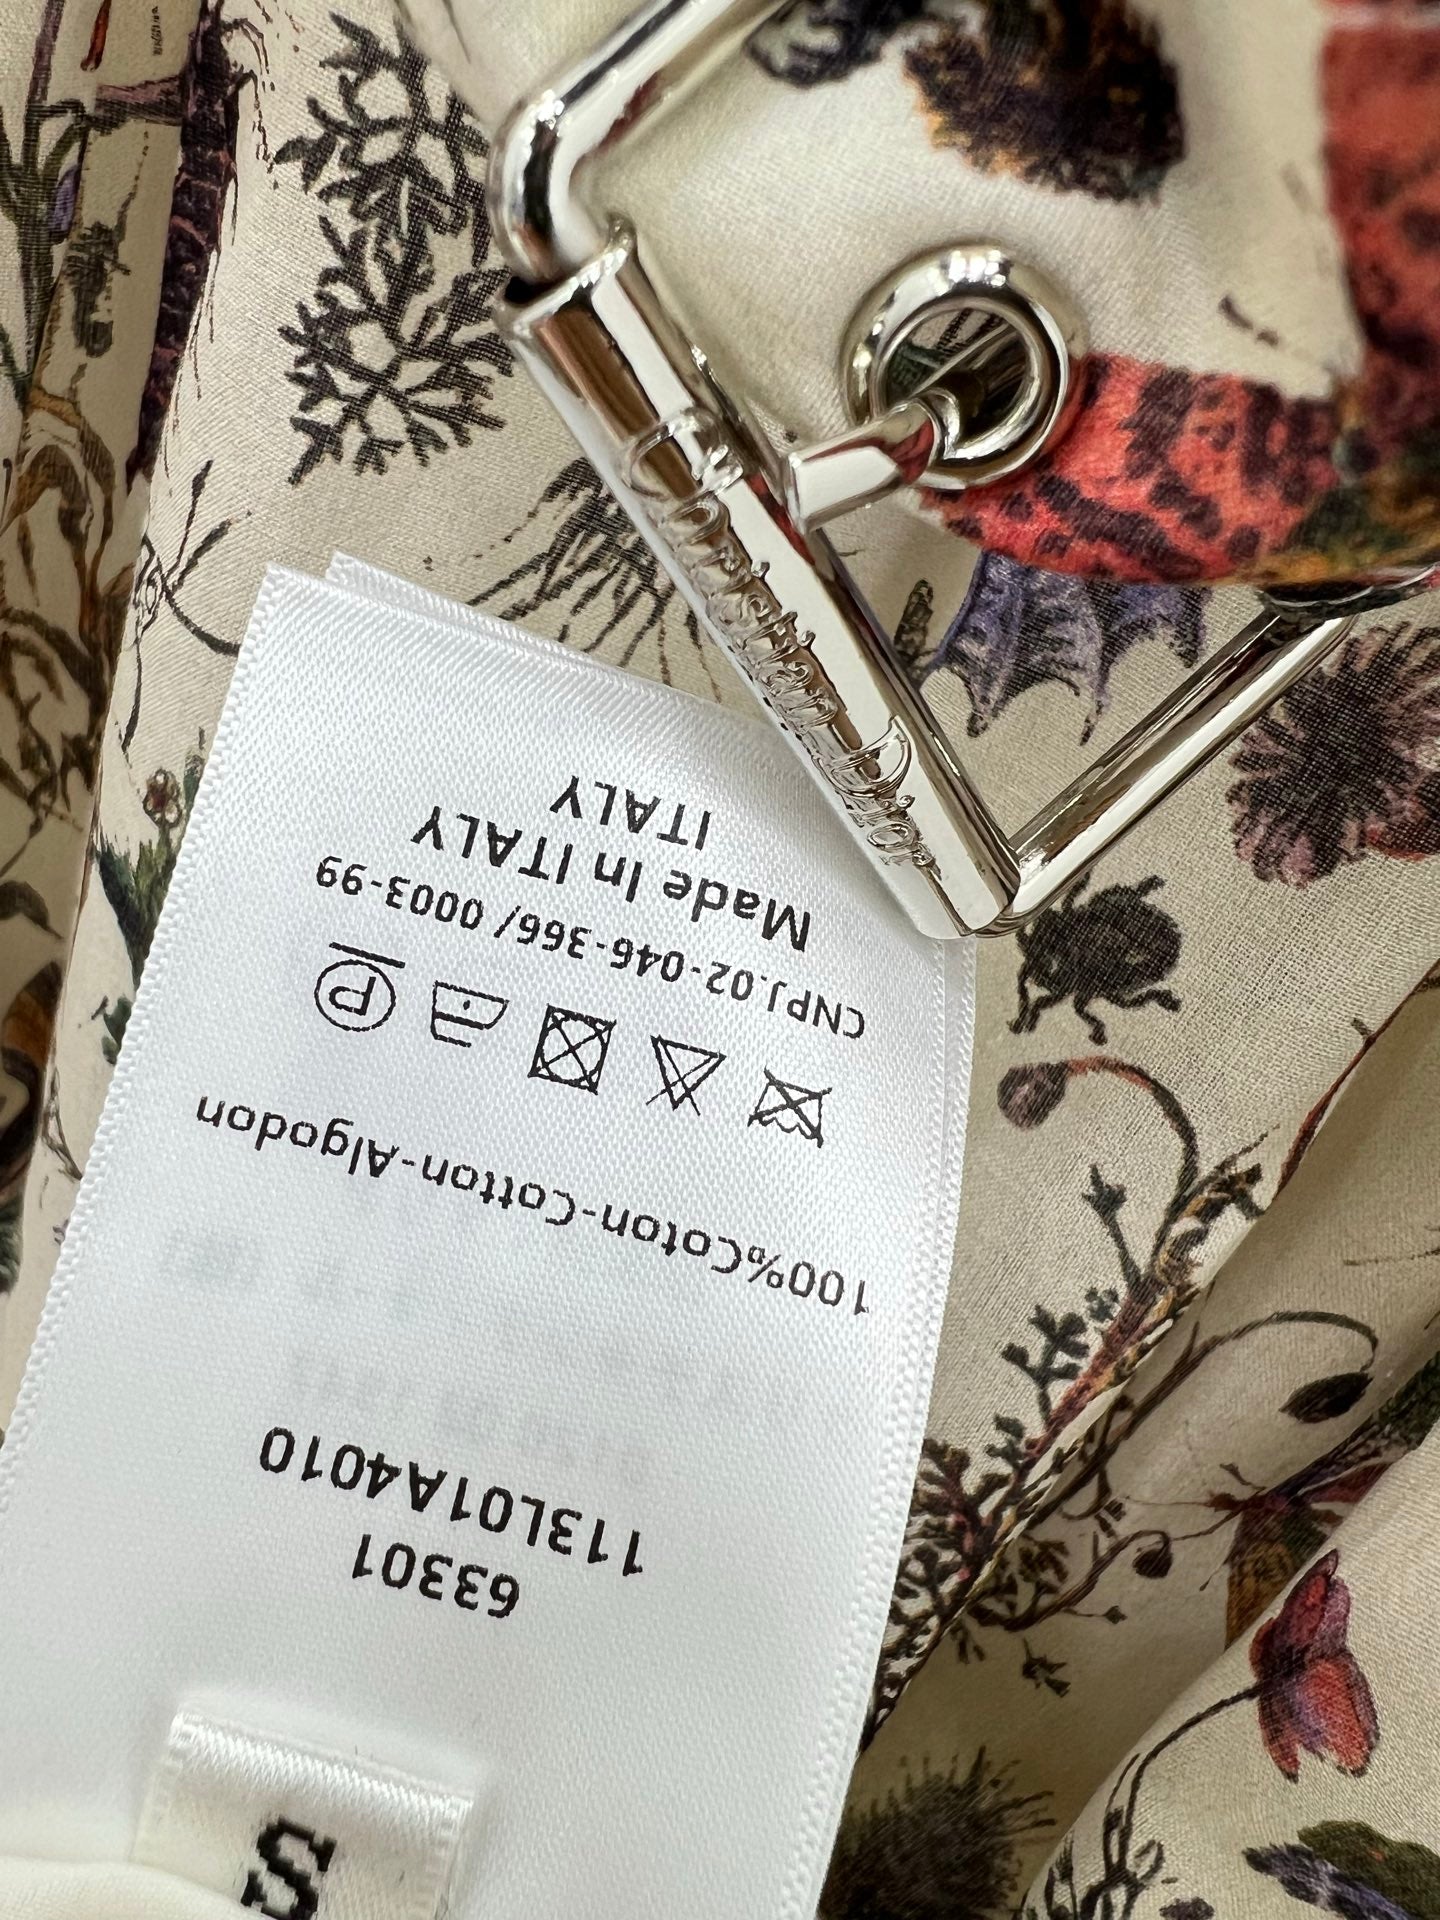 Christian Dior
S
63301
113L01A4010
100%Coton-Cotton-Algodon
P
CNPJ.02-046-366/ 0003-99
Made In ITALY
ITALY